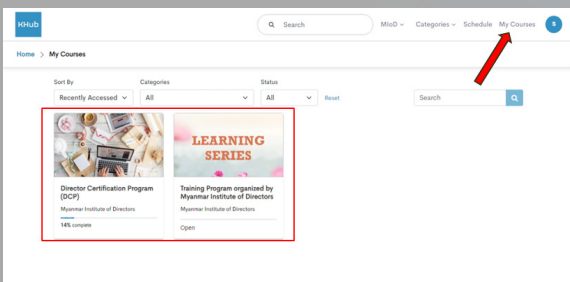 KHub
Search
MIoD
Categories
Schedule
My Courses
S
Home > My Courses
Sort By
Categories
Status
Recently Accessed
All
All
Reset
Search
LEARNING
SERIES
Director Certification Program
(DCP)
Myanmar Institute of Directors
14% complete
Training Program organized by
Myanmar Institute of Directors
Myanmar Institute of Directors
Open